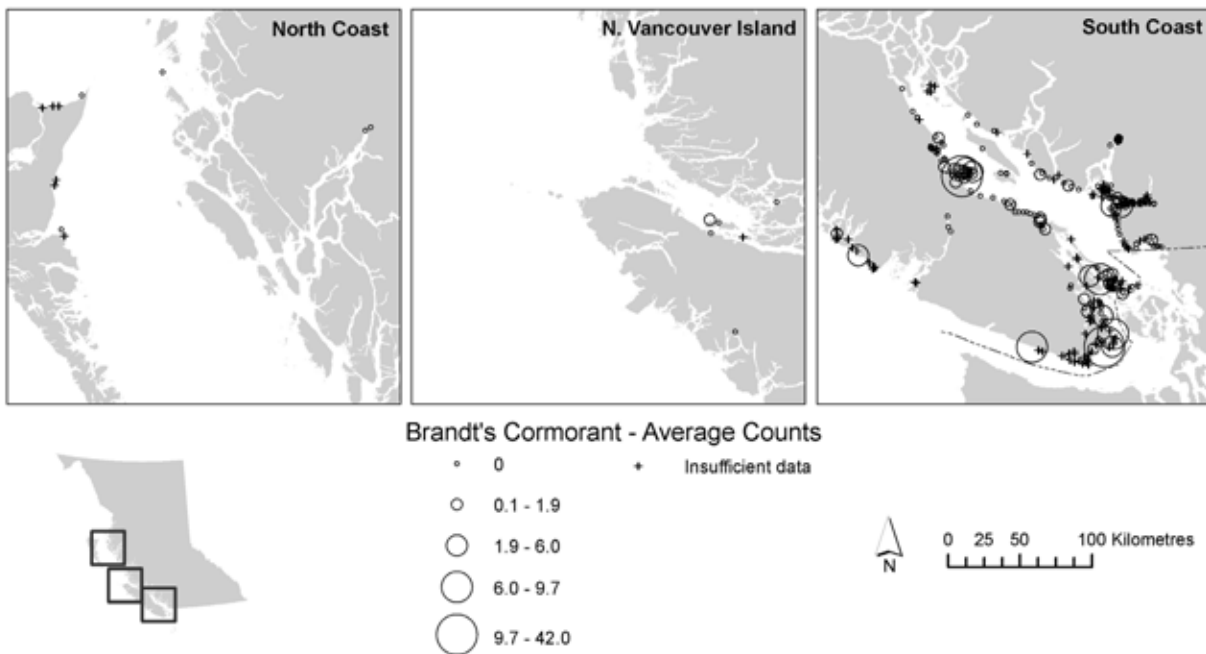 North Coast
N. Vancouver Island
South Coast
Brandt's Cormorant - Average Counts
0
Insufficient data
0.1 - 1.9
1.9 - 6.0
6.0 - 9.7
9.7 - 42.0
N
0 25 50 100 Kilometres